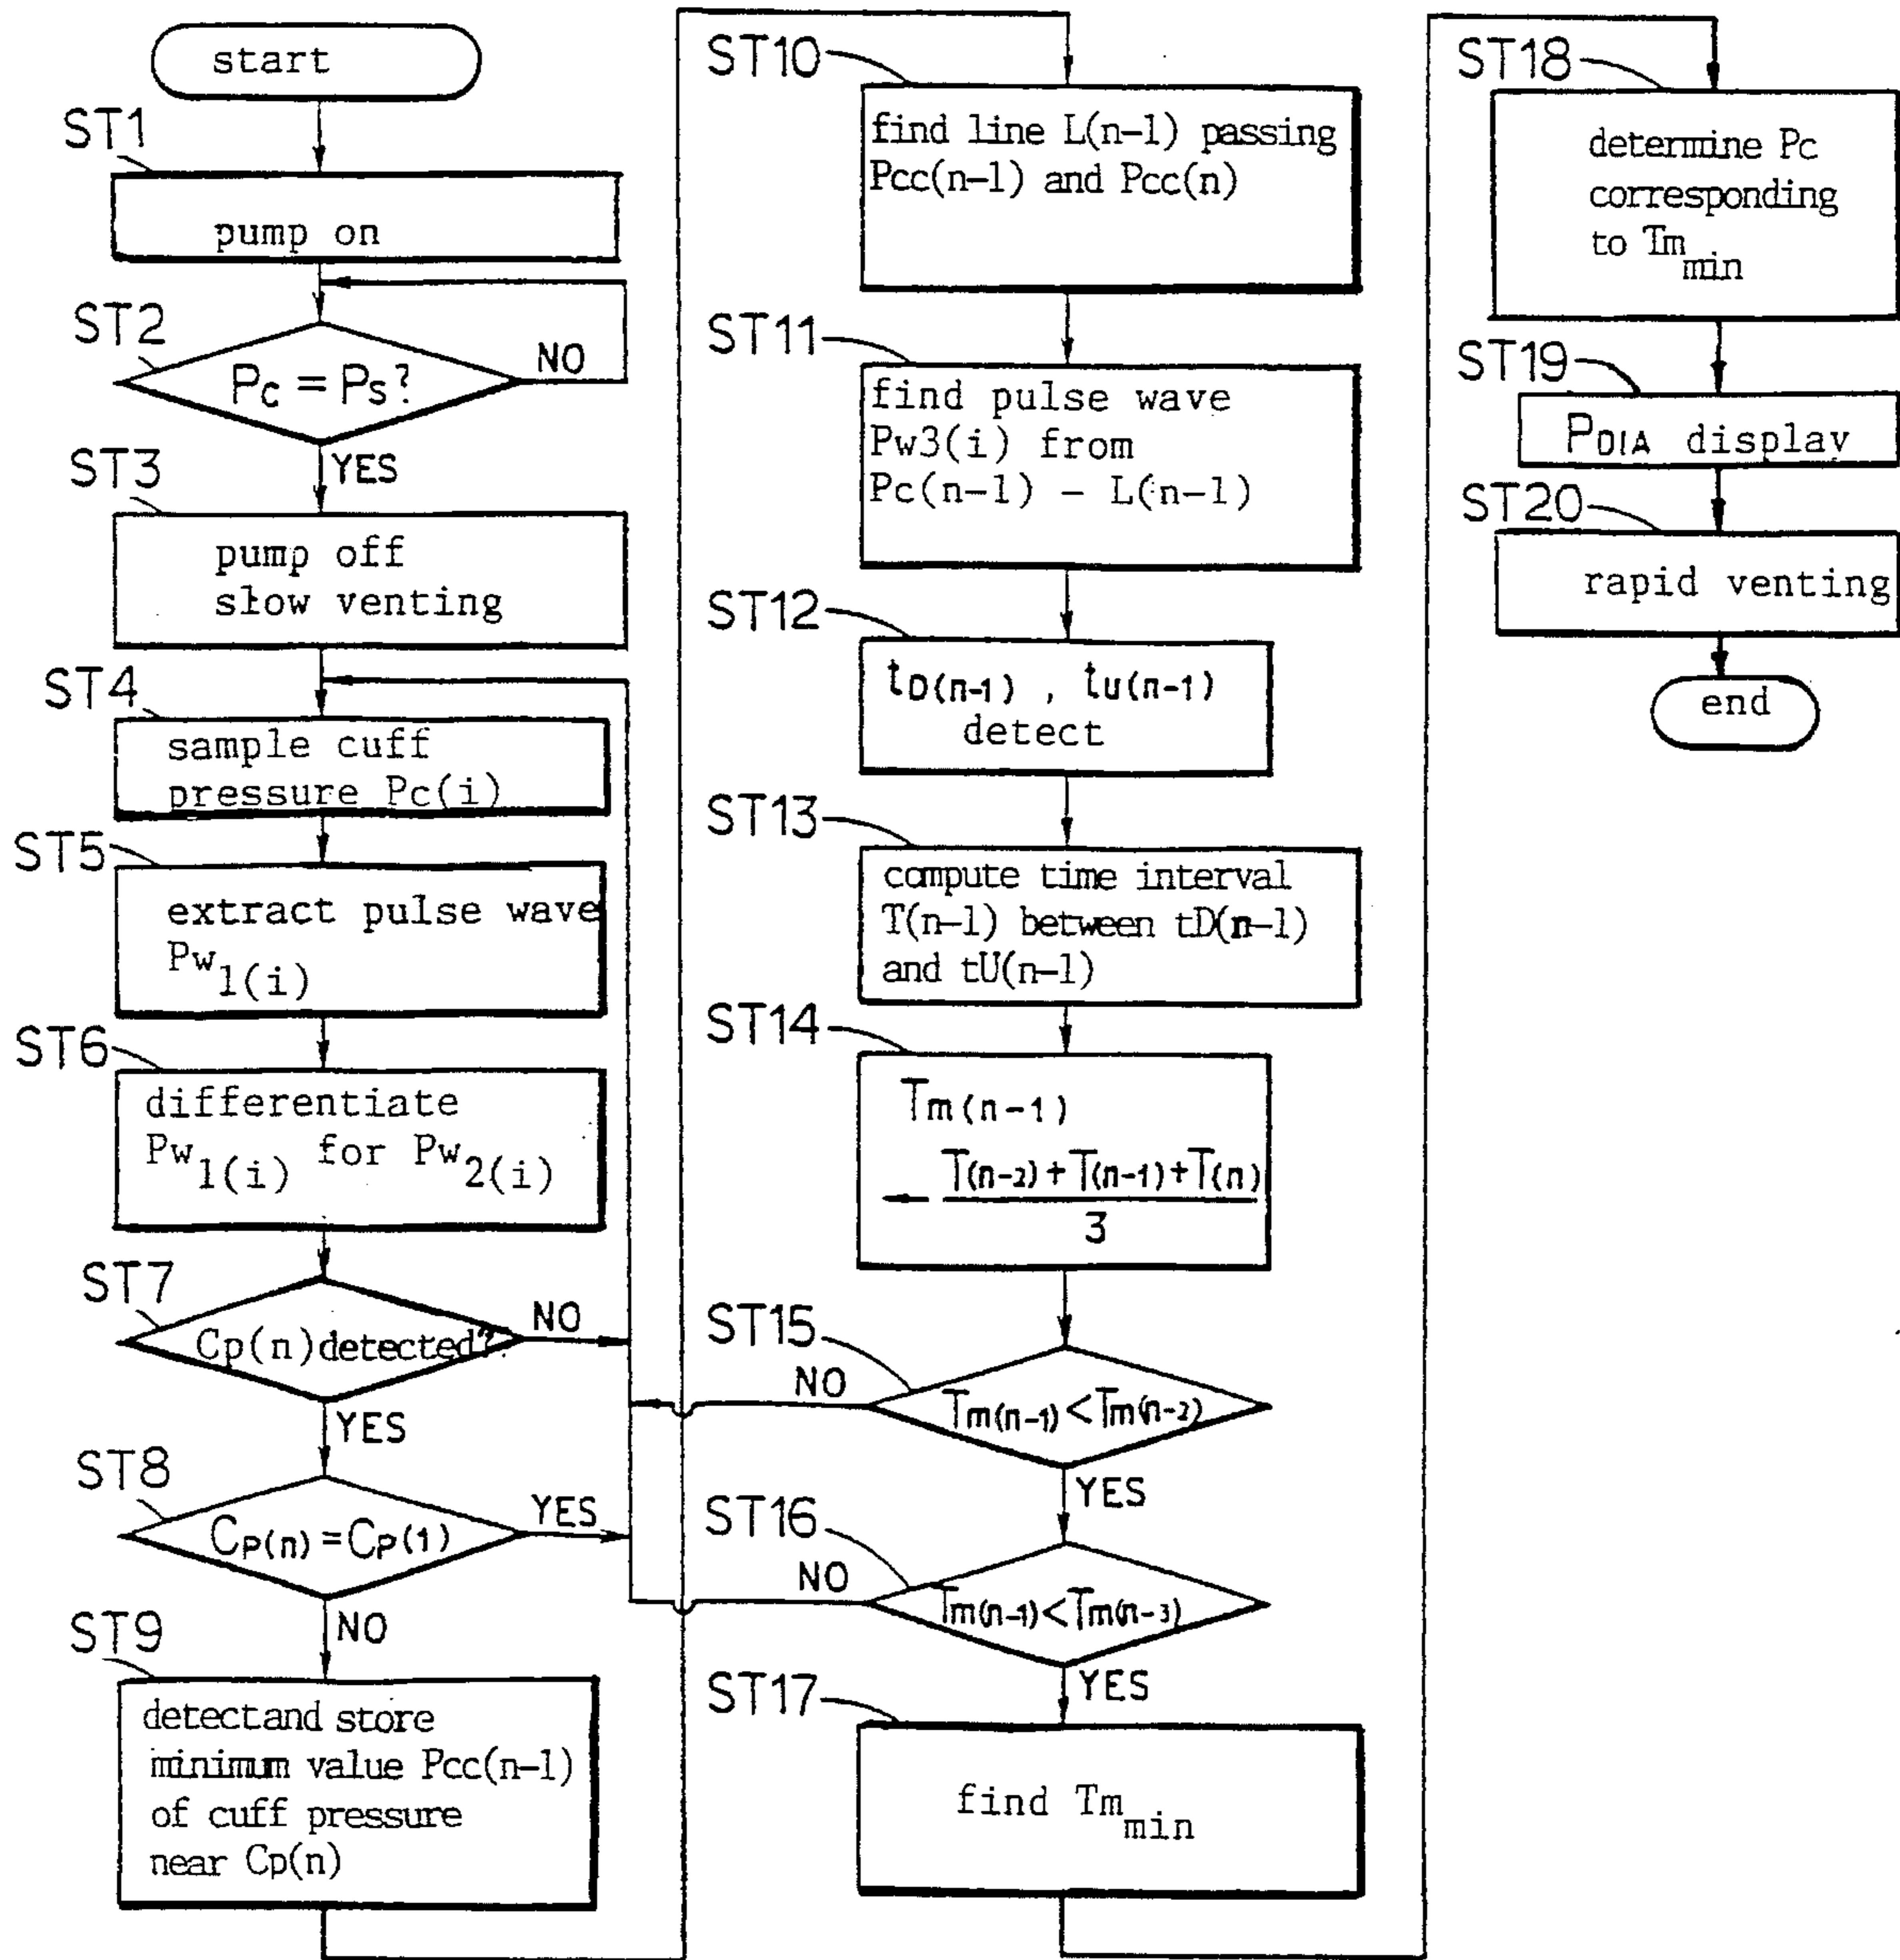 start
ST1
pump on
ST2
Pc = Ps?
NO
YES
ST3
pump off
slow venting
ST4
sample cuff
pressure Pc(i)
ST5
extract pulse wave
Pw1(i)
ST6
differentiate
Pw1(i) for Pw2(i)
ST7
Cp(n)detected?
NO
YES
ST8
CP(n) = CP(1)
YES
NO
ST9
detectand store
minimum value Pcc(n-1)
of cuff pressure
near Cp(n)
ST10
find line L(n-1) passing
Pcc(n-1) and Pcc(n)
ST11
find pulse wave
Pw3(i) from
Pc(n-1) - L(n-1)
ST12
tD(n-1) , tU(n-1)
detect
ST13
compute time interval
T(n-1) between tD(n-1)
and tU(n-1)
ST14
Tm(n-1)
← T(n-2)+T(n-1)+T(n)
3
ST15
Tm(n-1)<Tm(n-2)
NO
YES
ST16
Tm(n-1)<Tm(n-3)
NO
YES
ST17
find Tmmin
ST18
determine Pc
corresponding
to Tmmin
ST19
PDIA display
ST20
rapid venting
end